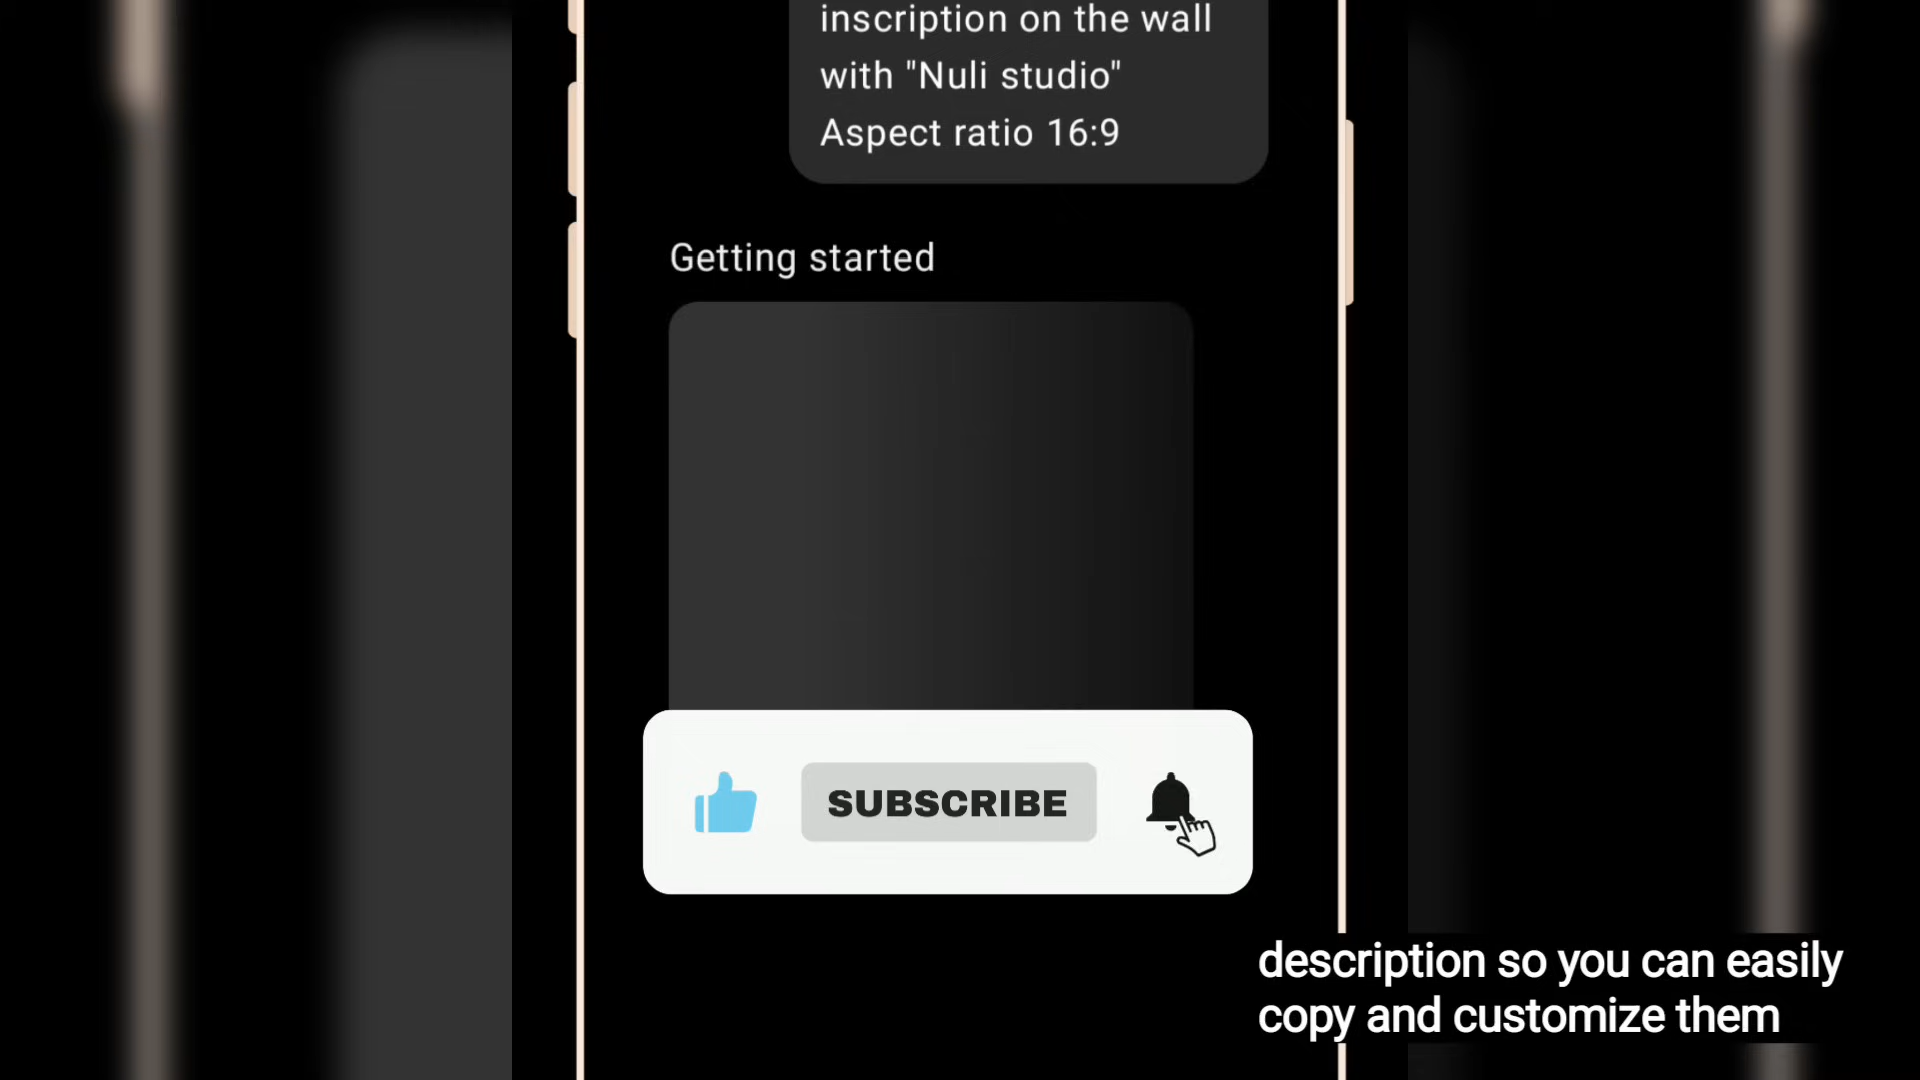 inscription on the wall
with "Nuli studio"
Aspect ratio 16:9
Getting started
SUBSCRIBE
description so you can easily
copy and customize them